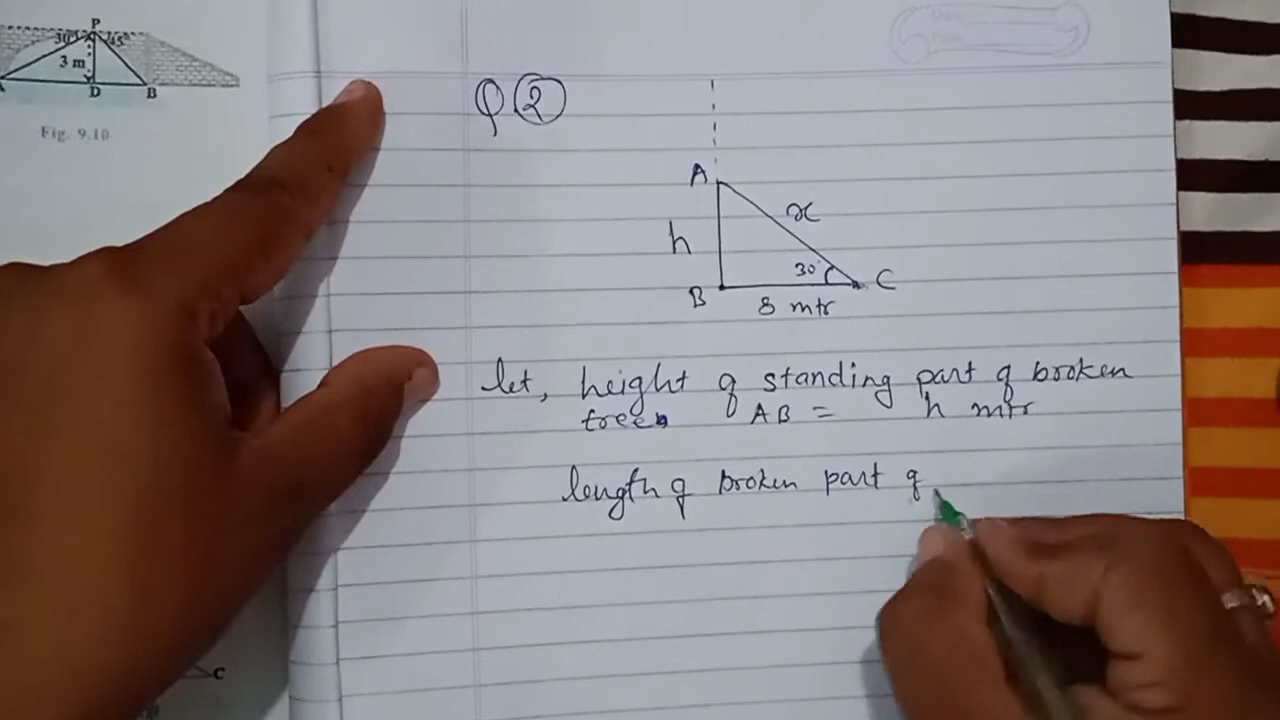 P
30° 45°
3 m
A D B
Fig. 9.10
Q 2
A
x
h
30°
B C
8 mtr
let, height of standing part of broken
tree AB = h mtr
length of broken part of
C